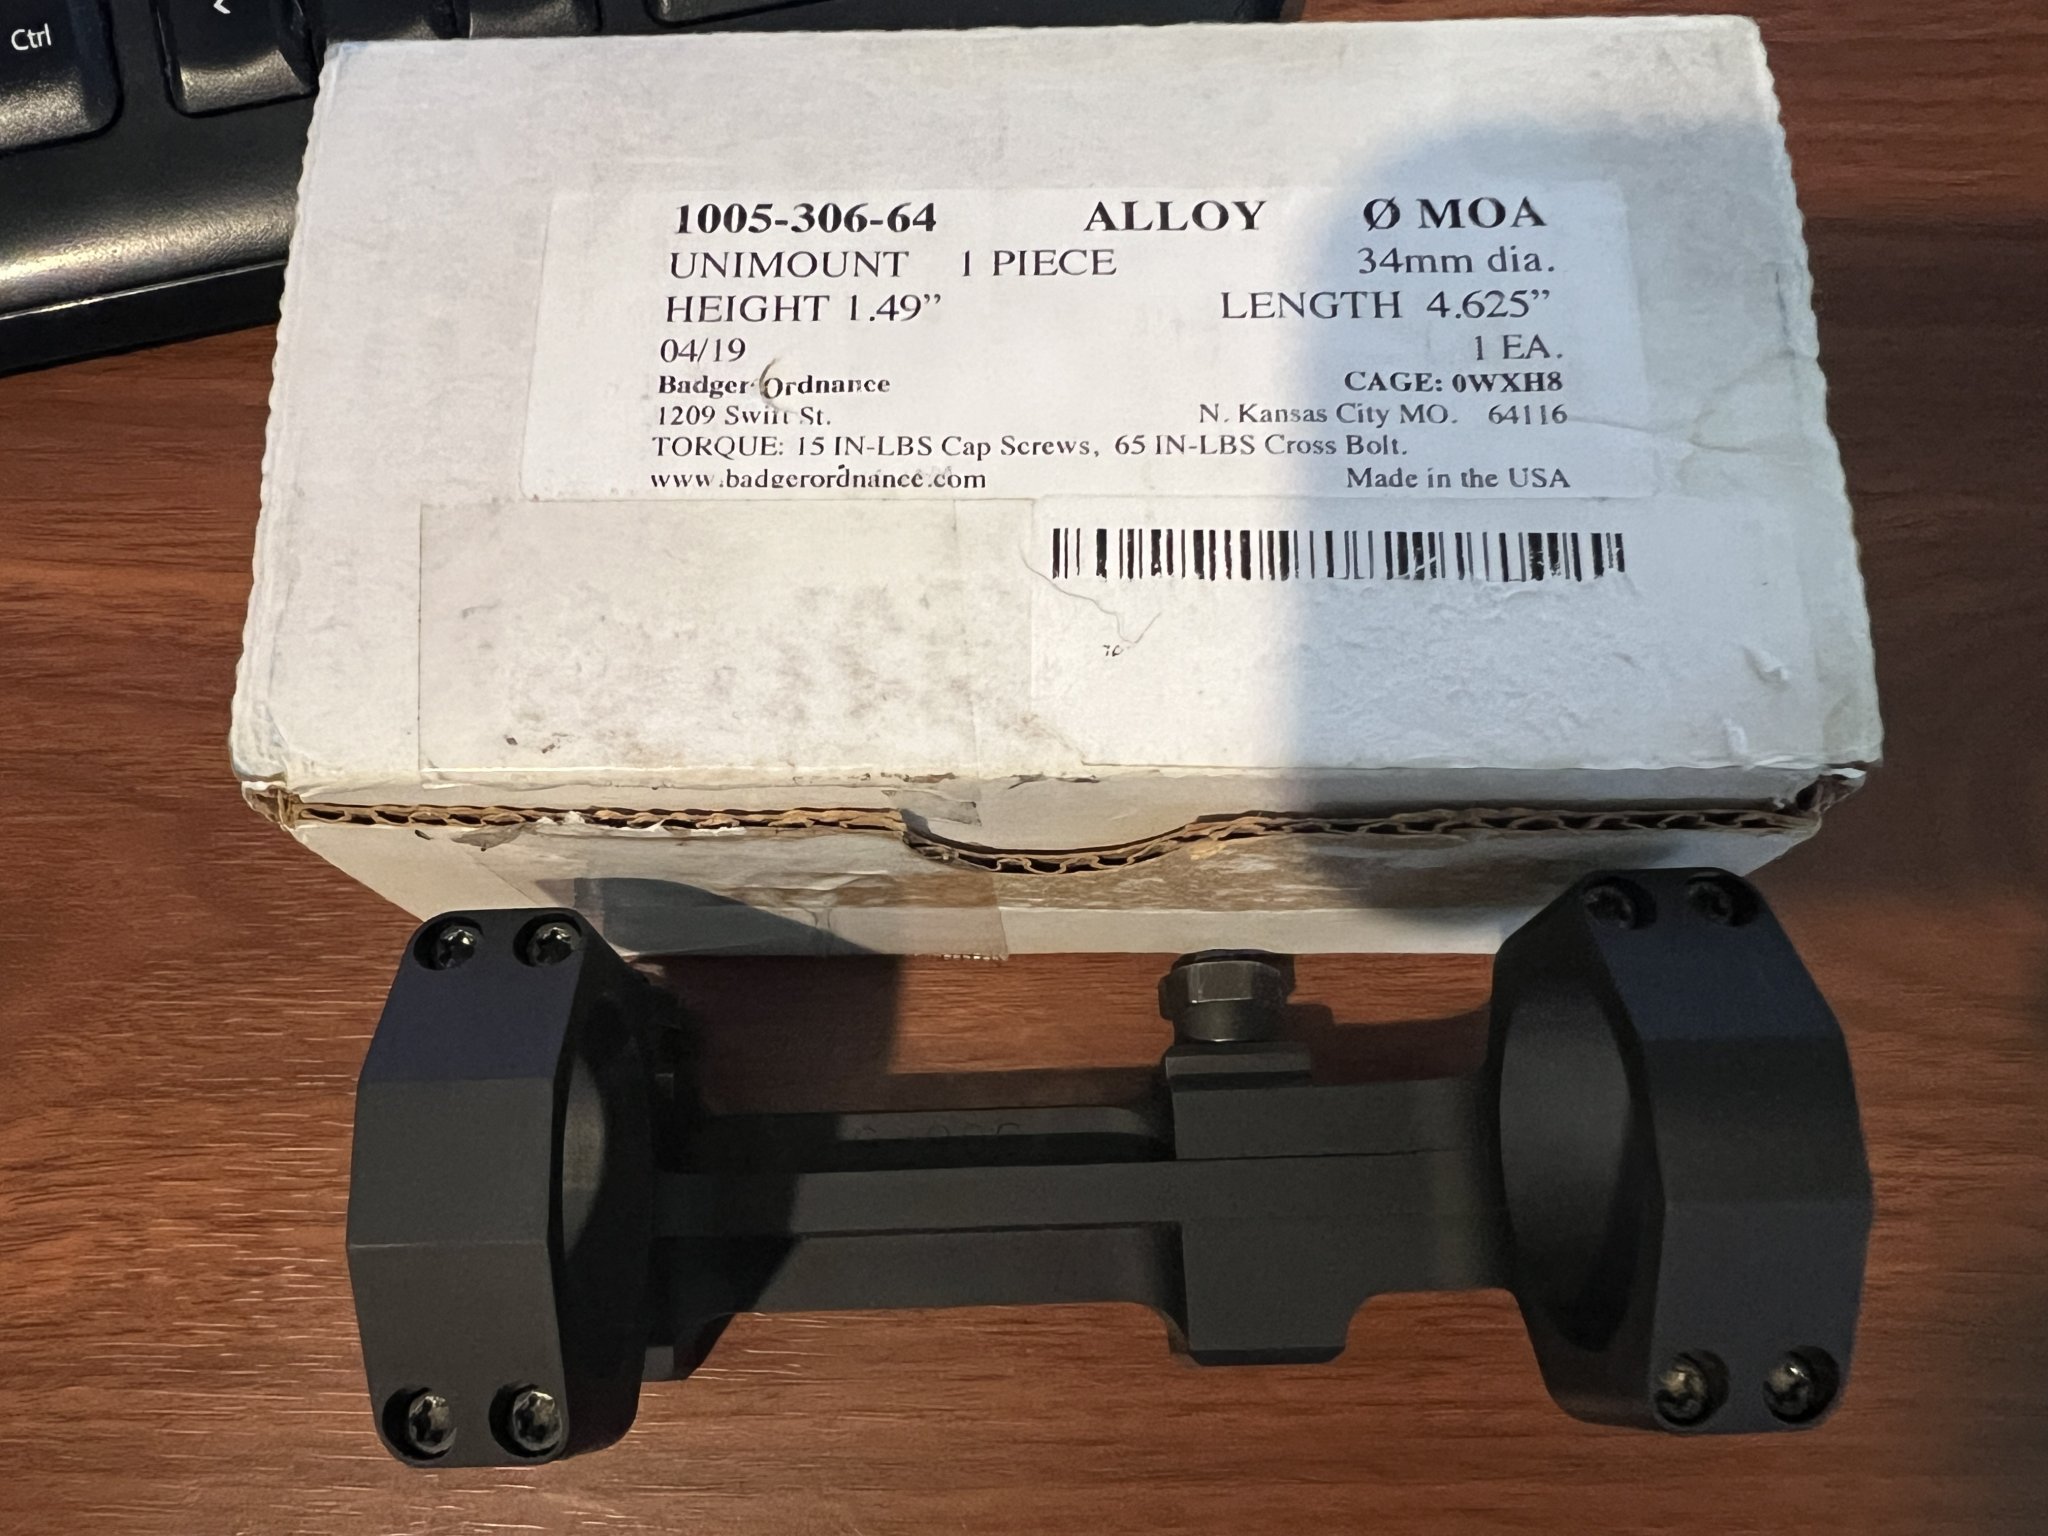 Ctrl
1005-306-64 ALLOY Ø MOA
UNIMOUNT 1 PIECE 34mm dia.
HEIGHT 1.49” LENGTH 4.625”
04/19 1 EA.
Badger Ordnance CAGE: 0WXH8
1209 Swift St. N. Kansas City MO. 64116
TORQUE: 15 IN-LBS Cap Screws, 65 IN-LBS Cross Bolt.
www.badgerordnance.com Made in the USA